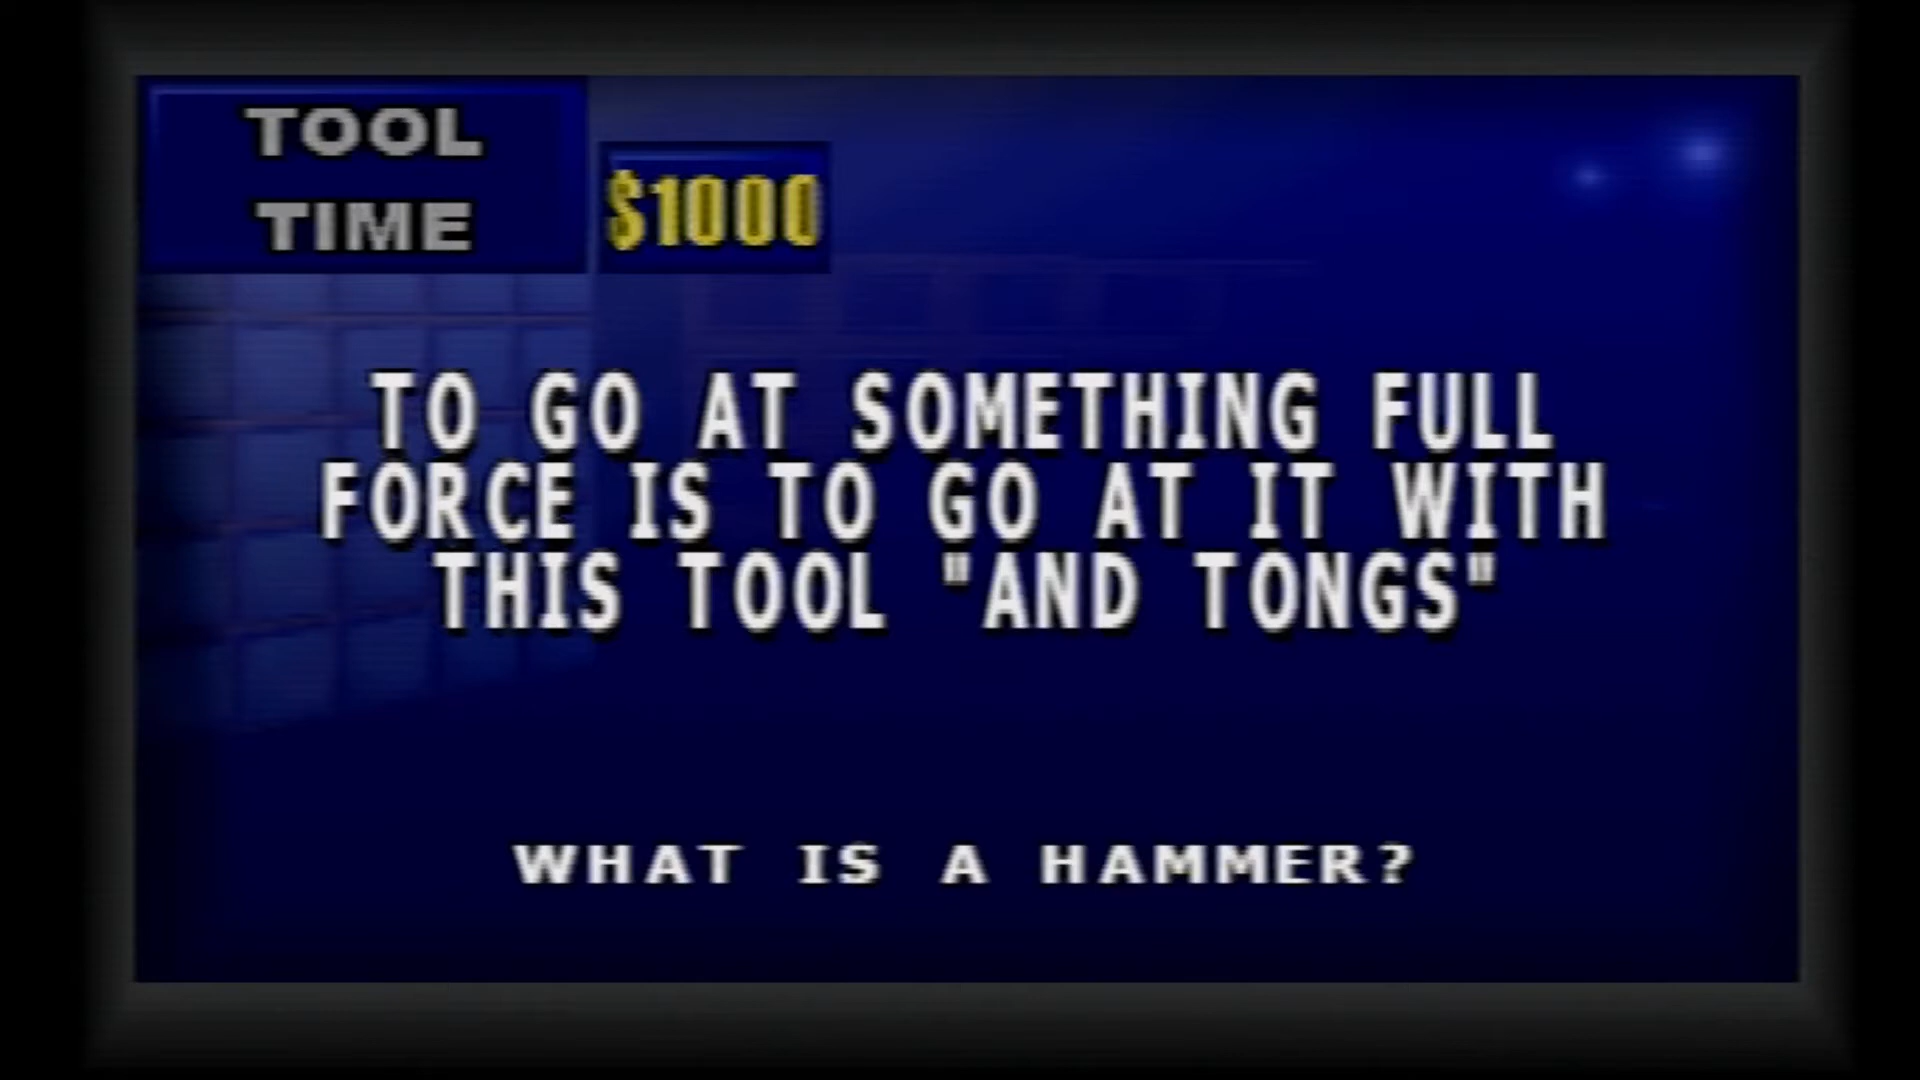 TOOL
TIME
$1000
TO GO AT SOMETHING FULL
FORCE IS TO GO AT IT WITH
THIS TOOL "AND TONGS"
WHAT IS A HAMMER?